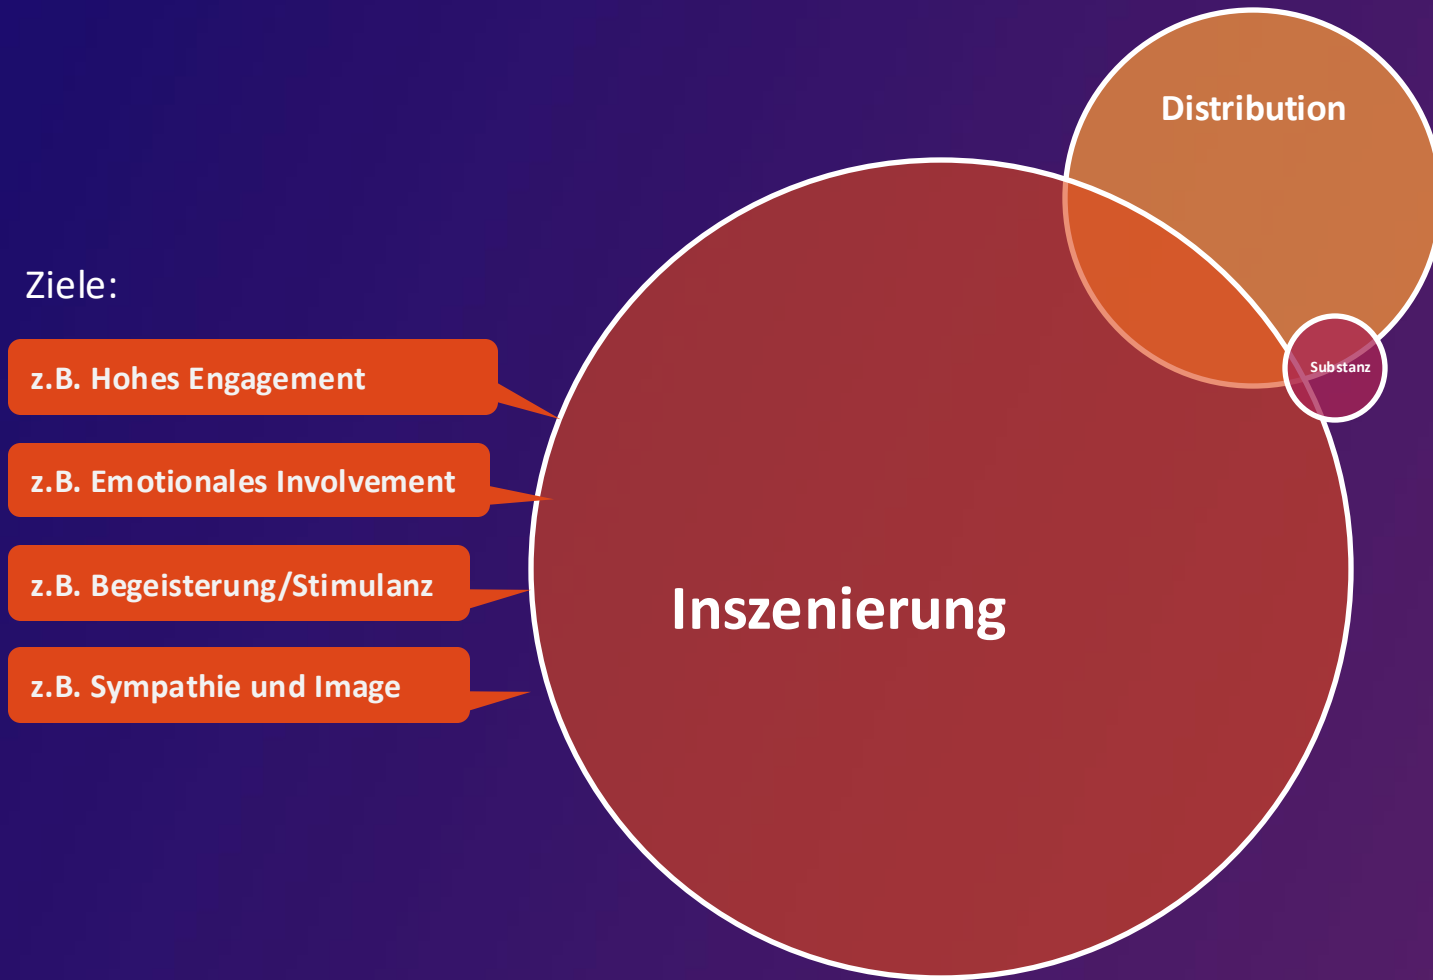 Distribution
Ziele:
z.B. Hohes Engagement
Substanz
z.B. Emotionales Involvement
z.B. Begeisterung/Stimulanz
Inszenierung
z.B. Sympathie und Image